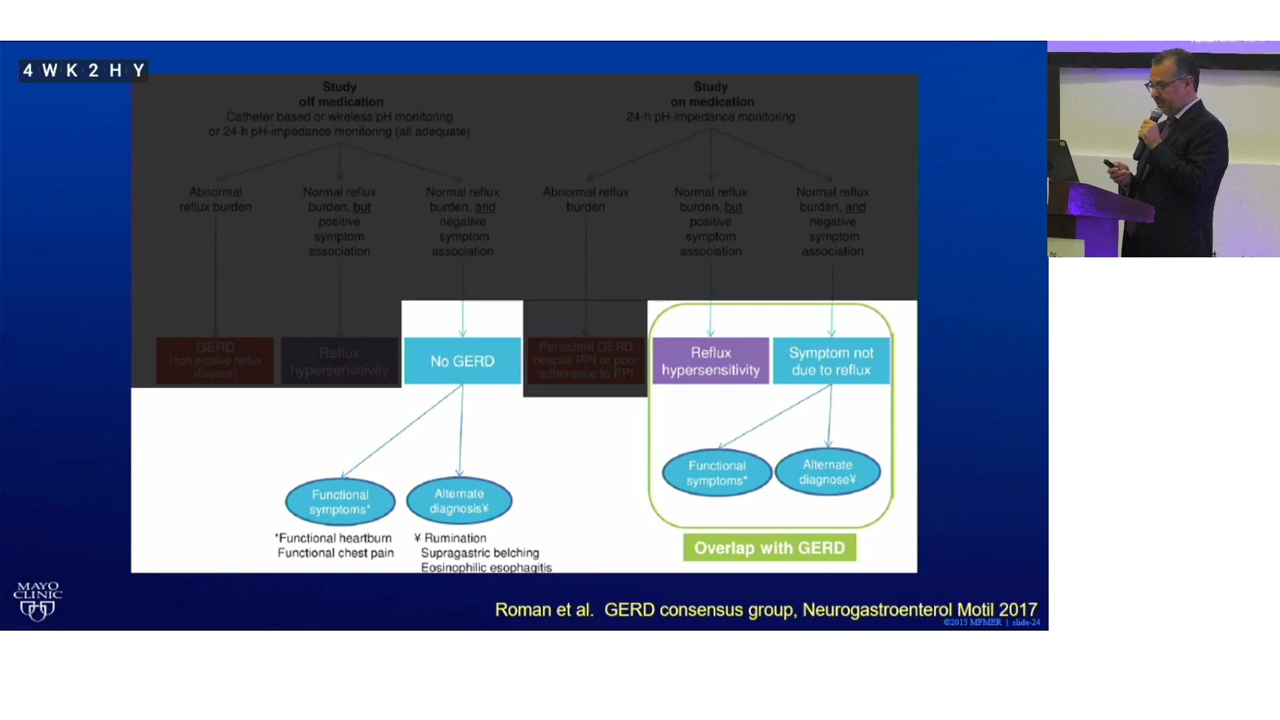 4WK2HY
Study
off medication
Catheter based or wireless pH monitoring
or 24-h pH-impedance monitoring (all adequate)
Study
on medication
24-h pH-impedance monitoring
Abnormal
reflux burden
Normal reflux
burden, but
positive
symptom
association
Normal reflux
burden, and
negative
symptom
association
Abnormal reflux
burden
Normal reflux
burden, but
positive
symptom
association
Normal reflux
burden, and
negative
symptom
association
GERD
(non erosive reflux
disease)
Reflux
hypersensitivity
No GERD
Persistent GERD
despite PPI or poor
adherence to PPI
Reflux
hypersensitivity
Symptom not
due to reflux
Functional
symptoms*
Alternate
diagnosis¥
Functional
symptoms*
Alternate
diagnose¥
*Functional heartburn
Functional chest pain
¥ Rumination
Supragastric belching
Eosinophilic esophagitis
Overlap with GERD
MAYO
CLINIC
Roman et al. GERD consensus group, Neurogastroenterol Motil 2017
©2015 MFMER | slide-24